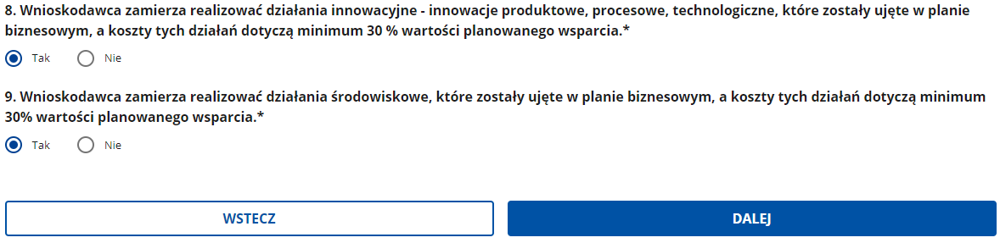 8. Wnioskodawca zamierza realizować działania innowacyjne - innowacje produktowe, procesowe, technologiczne, które zostały ujęte w planie
biznesowym, a koszty tych działań dotyczą minimum 30 % wartości planowanego wsparcia.*
Tak Nie
9. Wnioskodawca zamierza realizować działania środowiskowe, które zostały ujęte w planie biznesowym, a koszty tych działań dotyczą minimum
30% wartości planowanego wsparcia.*
Tak Nie
WSTECZ DALEJ